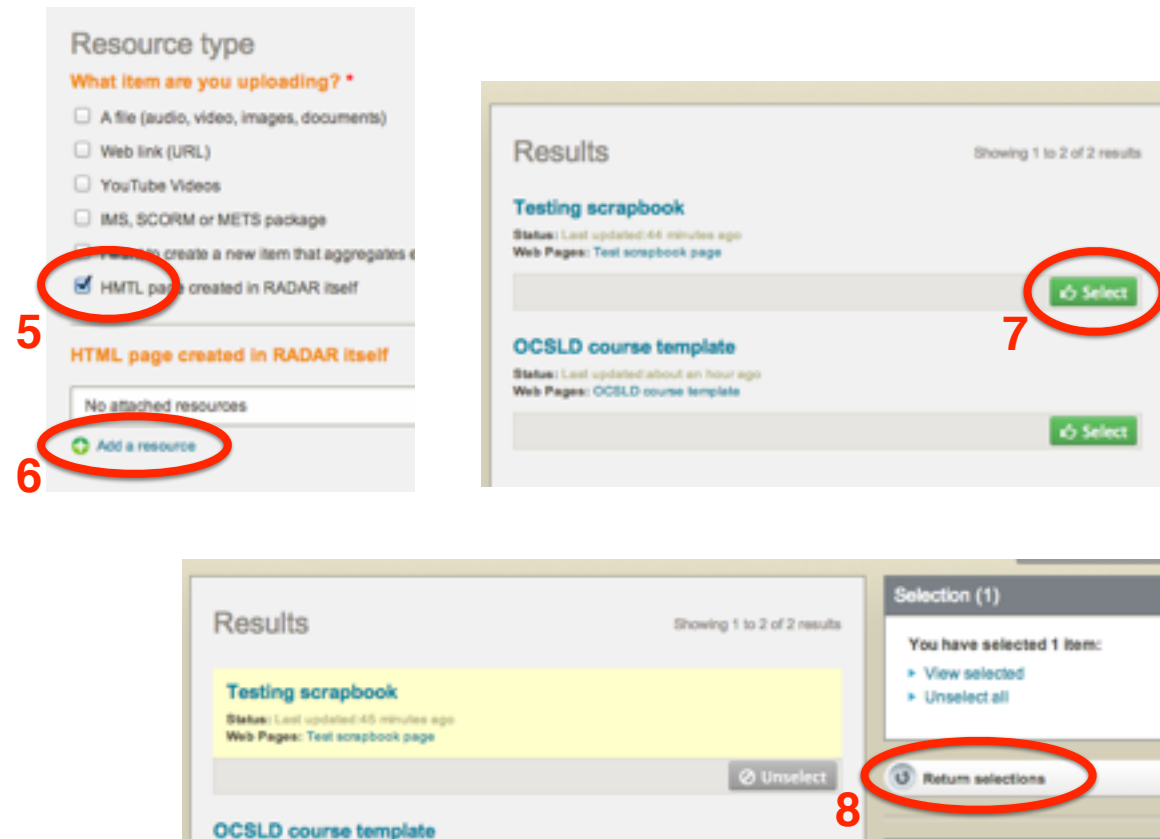 Resource type
What item are you uploading? *
A file (audio, video, images, documents)
Web link (URL)
YouTube Videos
IMS, SCORM or METS package
to create a new item that aggregates
HMTL page created in RADAR itself
5
HTML page created in RADAR itself
No attached resources
Add a resource
6
Results
Showing 1 to 2 of 2 results
Testing scrapbook
Status: Last updated:44 minutes ago
Web Pages: Test scrapbook page
Select
7
OCSLD course template
Status: Last updated:about an hour ago
Web Pages: OCSLD course template
Select
Results
Showing 1 to 2 of 2 results
Testing scrapbook
Status: Last updated:45 minutes ago
Web Pages: Test scrapbook page
Unselect
OCSLD course template
Selection (1)
You have selected 1 item:
View selected
Unselect all
Return selections
8